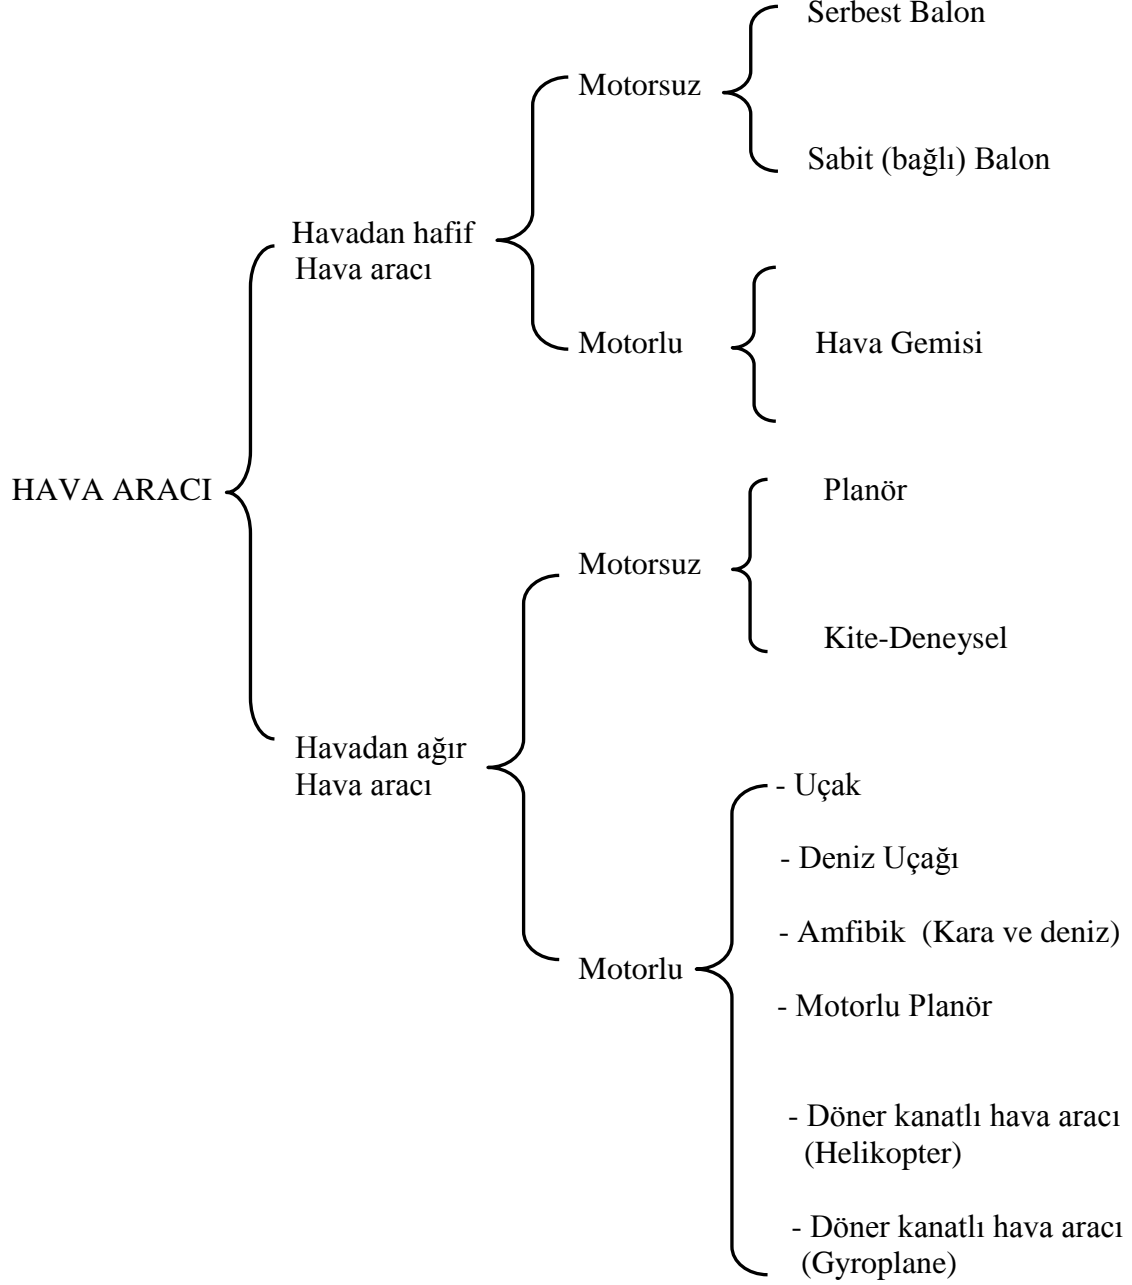 Serbest Balon
Motorsuz
Sabit (bağlı) Balon
Havadan hafif
Hava aracı
Motorlu
Hava Gemisi
HAVA ARACI
Planör
Motorsuz
Kite-Deneysel
Havadan ağır
Hava aracı
- Uçak
- Deniz Uçağı
- Amfibik  (Kara ve deniz)
Motorlu
- Motorlu Planör
- Döner kanatlı hava aracı
(Helikopter)
- Döner kanatlı hava aracı
(Gyroplane)